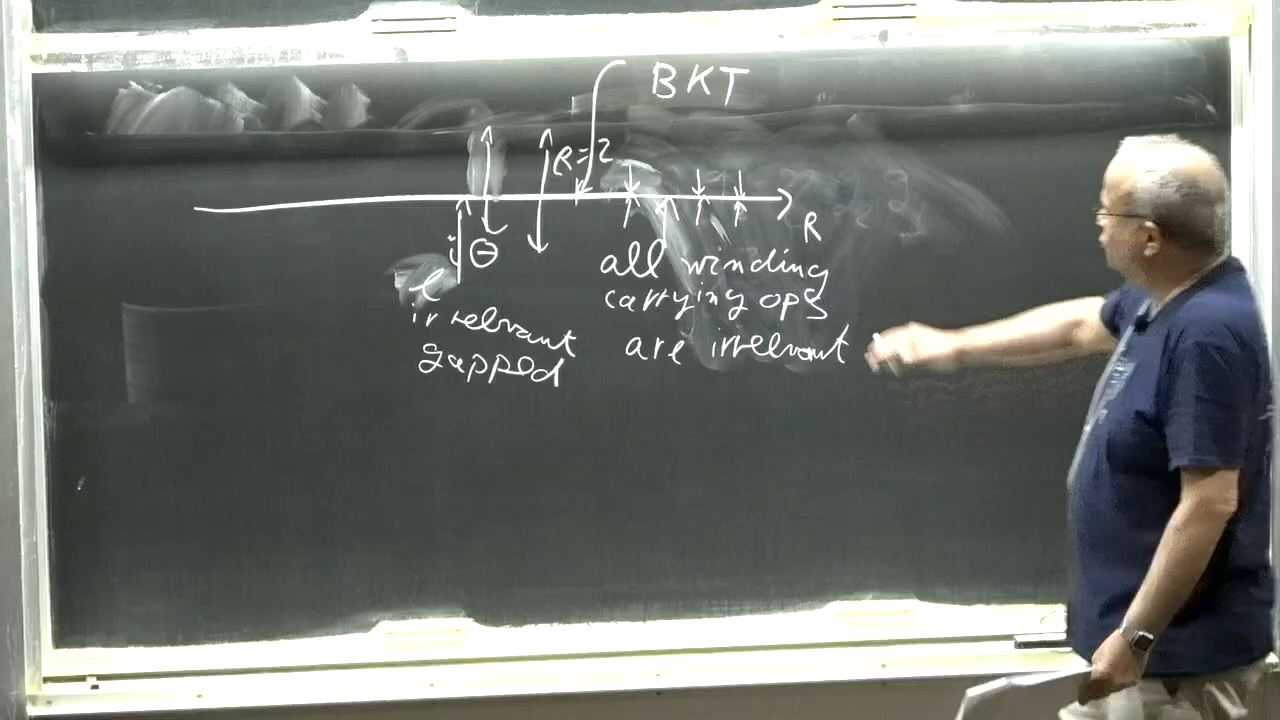 BKT
R=2
R
Θ
all winding
carrying ops
are irrelevant
irrelevant
gapped